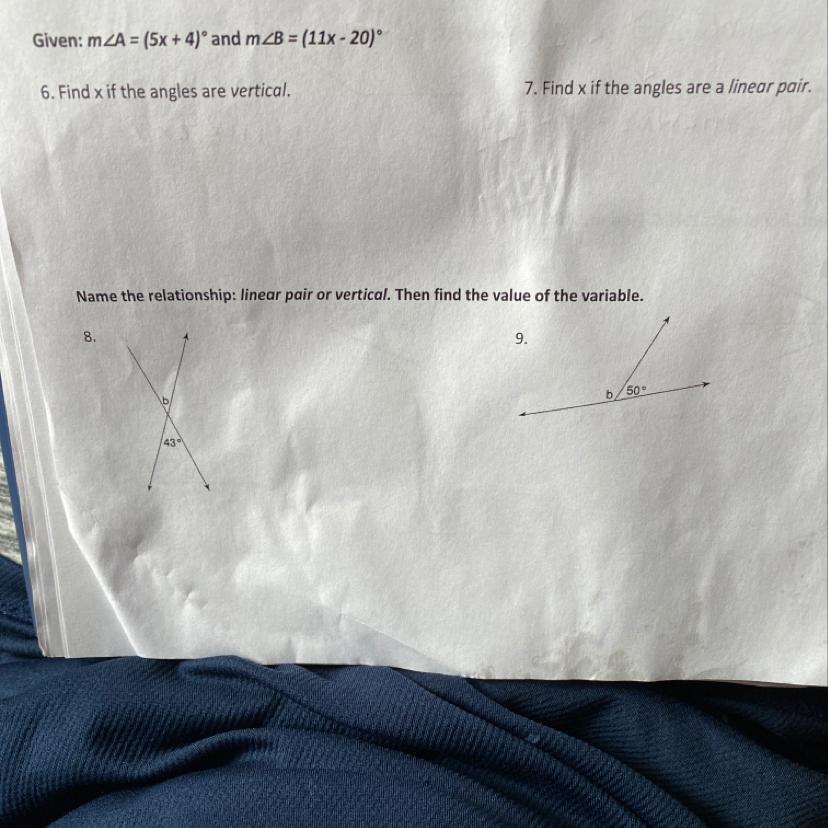 Given: m∠A = (5x + 4)° and m∠B = (11x - 20)°
6. Find x if the angles are vertical.
7. Find x if the angles are a linear pair.
Name the relationship: linear pair or vertical. Then find the value of the variable.
8.
b
43°
9.
b
50°